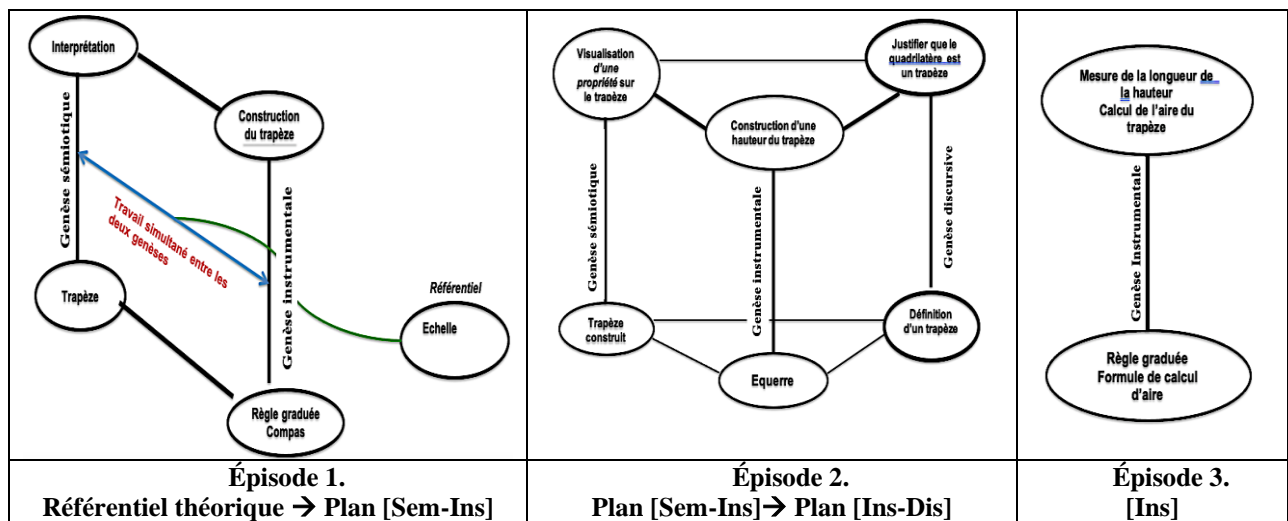 Interprétation
Construction
du trapèze
Genèse sémiotique
Travail simultané entre les
deux genèses
Genèse instrumentale
Trapèze
Référentiel
Echelle
Règle graduée
Compas
Épisode 1.
Référentiel théorique → Plan [Sem-Ins]
Visualisation
d'une
propriété sur
le trapèze
Justifier que le
quadrilatère est
un trapèze
Construction d'une
hauteur du trapèze
Genèse sémiotique
Genèse instrumentale
Genèse discursive
Trapèze
construit
Définition
d'un trapèze
Equerre
Épisode 2.
Plan [Sem-Ins]→ Plan [Ins-Dis]
Mesure de la longueur de
la hauteur
Calcul de l'aire du
trapèze
Genèse Instrumentale
Règle graduée
Formule de calcul
d'aire
Épisode 3.
[Ins]